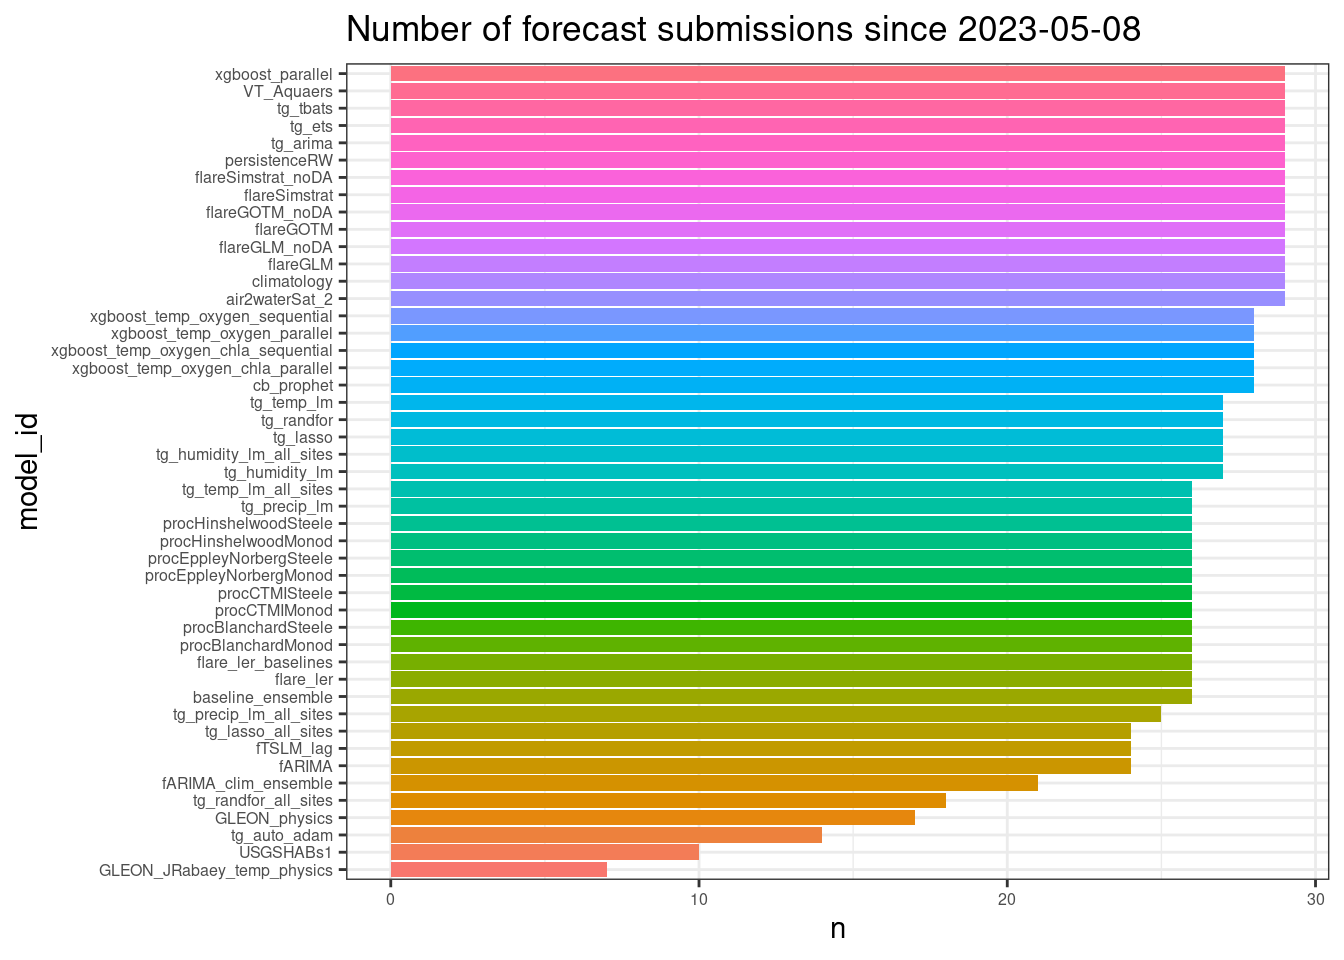 Number of forecast submissions since 2023-05-08
xgboost_parallel
VT_Aquaers
tg_tbats
tg_ets
tg_arima
persistenceRW
flareSimstrat_noDA
flareSimstrat
flareGOTM_noDA
flareGOTM
flareGLM_noDA
flareGLM
climatology
air2waterSat_2
xgboost_temp_oxygen_sequential
xgboost_temp_oxygen_parallel
xgboost_temp_oxygen_chla_sequential
xgboost_temp_oxygen_chla_parallel
cb_prophet
tg_temp_lm
tg_randfor
tg_lasso
tg_humidity_lm_all_sites
tg_humidity_lm
tg_temp_lm_all_sites
tg_precip_lm
procHinshelwoodSteele
procHinshelwoodMonod
procEppleyNorbergSteele
procEppleyNorbergMonod
procCTMISteele
procCTMIMonod
procBlanchardSteele
procBlanchardMonod
flare_ler_baselines
flare_ler
baseline_ensemble
tg_precip_lm_all_sites
tg_lasso_all_sites
fTSLM_lag
fARIMA
fARIMA_clim_ensemble
tg_randfor_all_sites
GLEON_physics
tg_auto_adam
USGSHABs1
GLEON_JRabaey_temp_physics
model_id
0 10 20 30
n